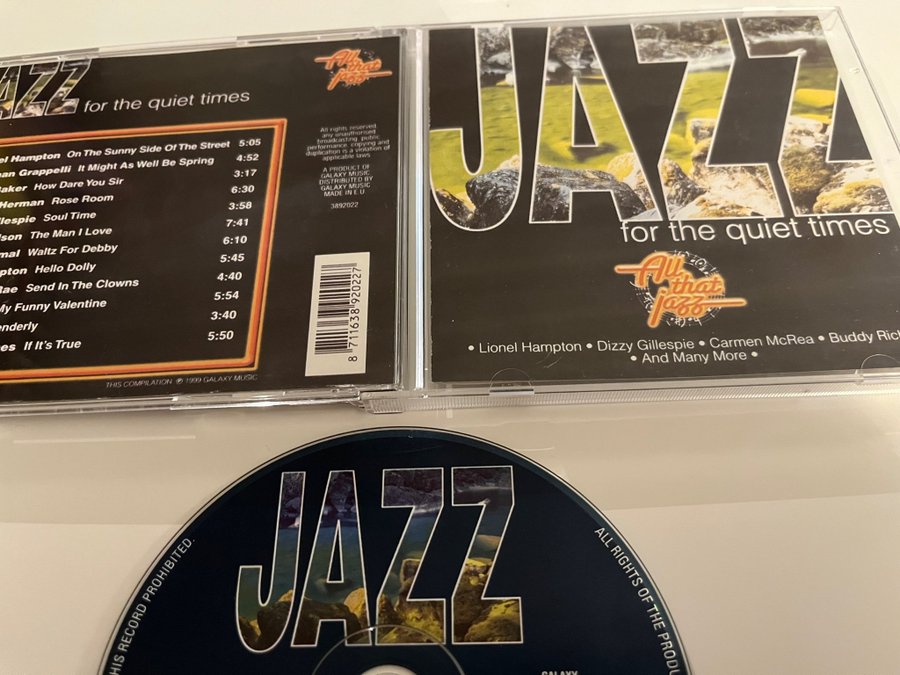 AZZ for the quiet times
All that jazz
el Hampton On The Sunny Side Of The Street 5:05
an Grappelli It Might As Well Be Spring 4:52
aker How Dare You Sir 3:17
Herman Rose Room 6:30
llespie Soul Time 3:58
lson The Man I Love 7:41
mal Waltz For Debby 6:10
pton Hello Dolly 5:45
Rae Send In The Clowns 4:40
My Funny Valentine 5:54
enderly 3:40
es If It's True 5:50
All rights reserved
any unauthorised
broadcasting, public
performance, copying and
duplication is a violation of
applicable laws
A PRODUCT OF
GALAXY MUSIC
DISTRIBUTED BY
GALAXY MUSIC
MADE IN E.U
3892022
8 711638 920227
THIS COMPILATION ℗ 1999 GALAXY MUSIC
JAZZ
for the quiet times
All that jazz
• Lionel Hampton • Dizzy Gillespie • Carmen McRea • Buddy Rich
• And Many More •
JAZZ
HIS RECORD PROHIBITED.
ALL RIGHTS OF THE PRODU
GALAXY